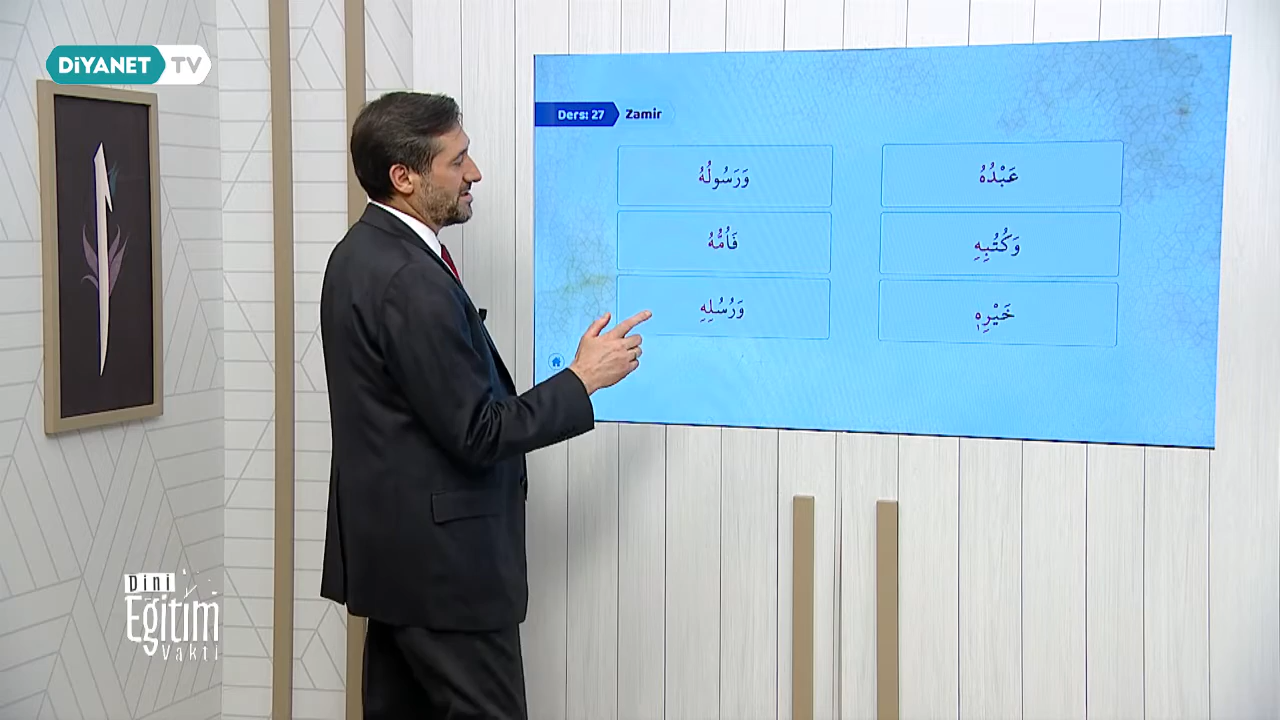 DİYANET TV
Ders: 27 Zamir
عَبْدُهُ
وَرَسُولُهُ
وَكُتُبِهِ
فَاُمُّهُ
خَيْرِهٖ
وَرُسُلِهِ
Dini
Eğitim
Vakti